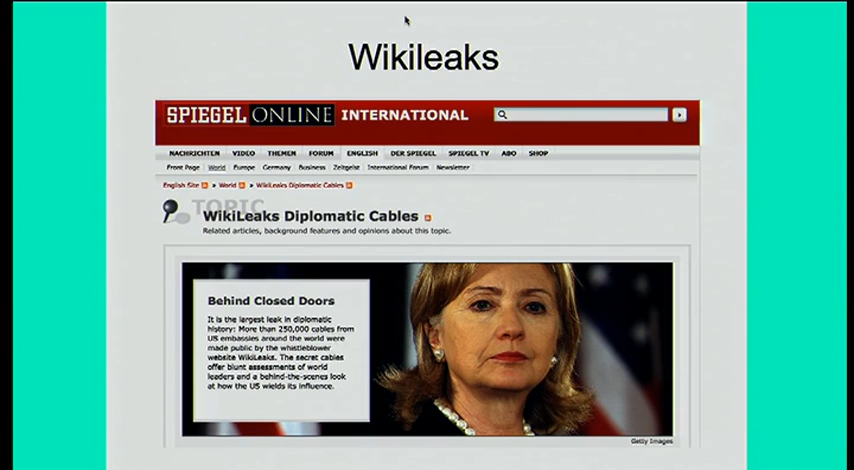 Wikileaks
SPIEGEL ONLINE INTERNATIONAL
NACHRICHTEN VIDEO THEMEN FORUM ENGLISH DER SPIEGEL SPIEGEL TV ABO SHOP
Front Page World Europe Germany Business Zeitgeist International Forum Newsletter
English Site » World » WikiLeaks Diplomatic Cables
TOPIC
WikiLeaks Diplomatic Cables
Related articles, background features and opinions about this topic.
Behind Closed Doors
It is the largest leak in diplomatic
history: More than 250,000 cables from
US embassies around the world were
made public by the whistleblower
website WikiLeaks. The secret cables
offer blunt assessments of world
leaders and a behind-the-scenes look
at how the US wields its influence.
Getty Images